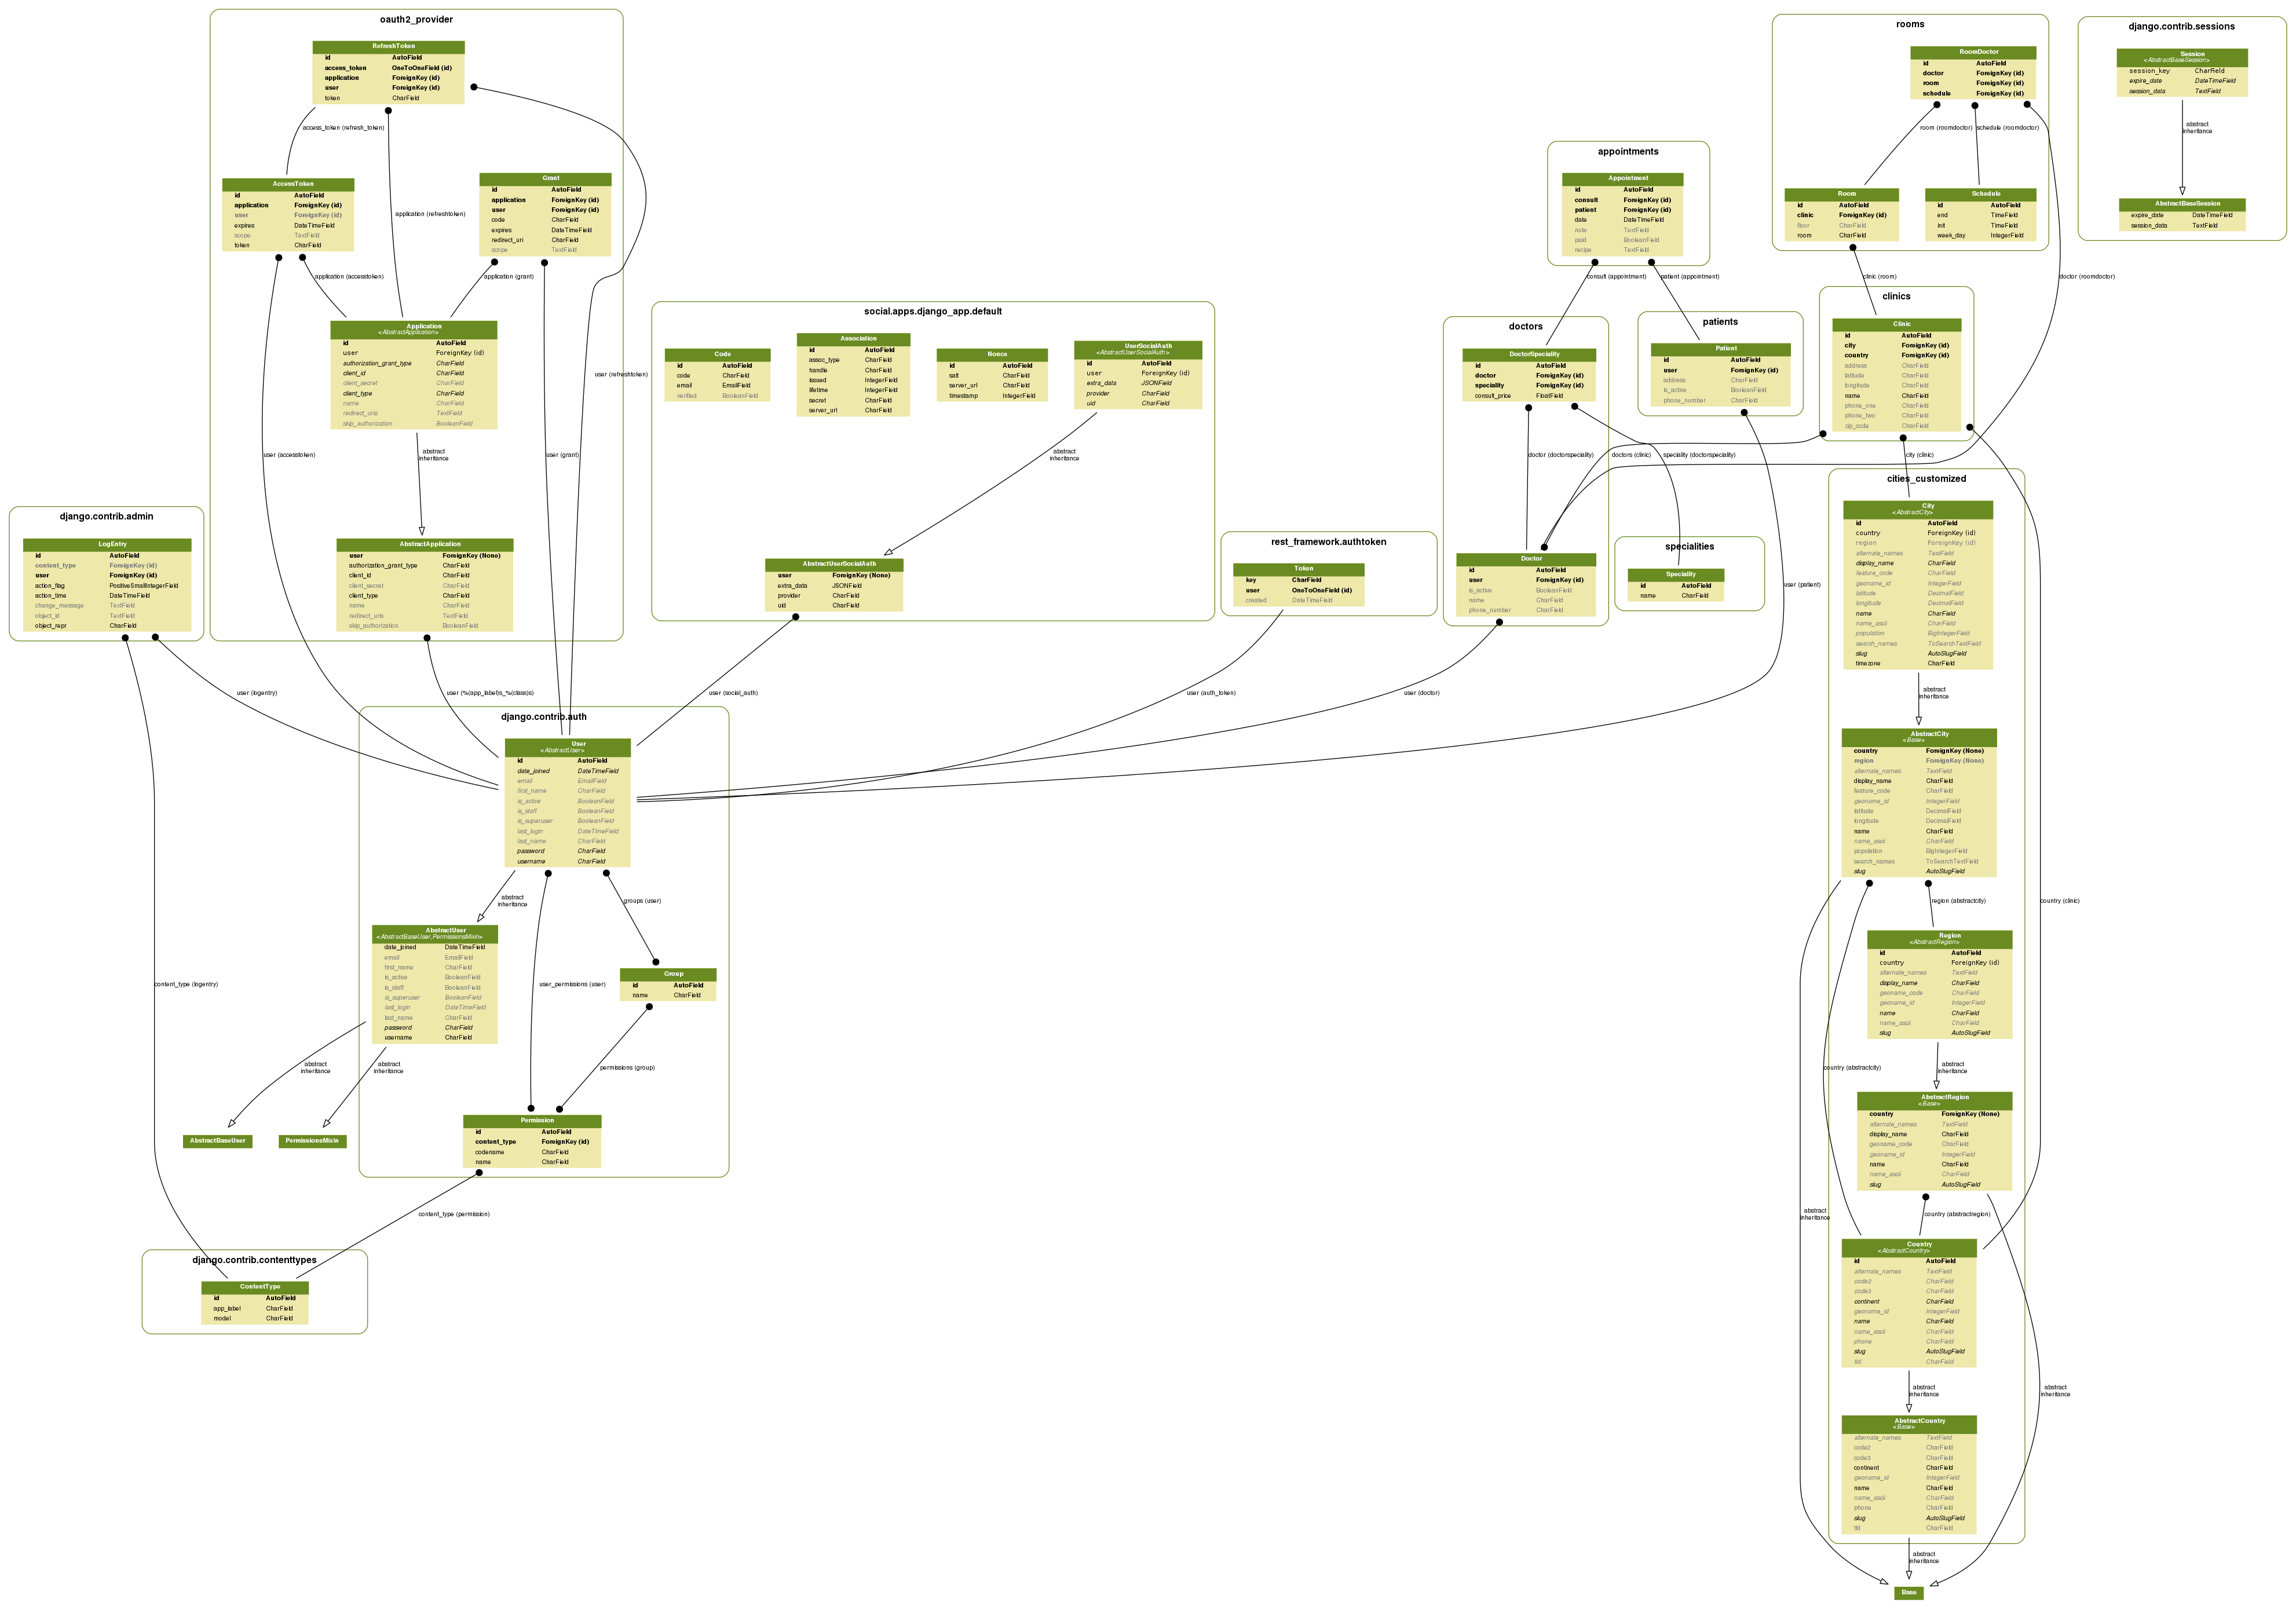 oauth2_provider
RefreshToken
id AutoField
access_token OneToOneField (id)
application ForeignKey (id)
user ForeignKey (id)
token CharField
access_token (refresh_token)
application (refreshtoken)
user (refreshtoken)
AccessToken
id AutoField
application ForeignKey (id)
user ForeignKey (id)
expires DateTimeField
scope TextField
token CharField
Grant
id AutoField
application ForeignKey (id)
user ForeignKey (id)
code CharField
expires DateTimeField
redirect_uri CharField
scope TextField
application (accesstoken)
application (grant)
user (accesstoken)
user (grant)
Application
<AbstractApplication>
id AutoField
user ForeignKey (id)
authorization_grant_type CharField
client_id CharField
client_secret CharField
client_type CharField
name CharField
redirect_uris TextField
skip_authorization BooleanField
abstract
inheritance
AbstractApplication
user ForeignKey (None)
authorization_grant_type CharField
client_id CharField
client_secret CharField
client_type CharField
name CharField
redirect_uris TextField
skip_authorization BooleanField
user (%(app_label)s_%(class)s)
django.contrib.admin
LogEntry
id AutoField
content_type ForeignKey (id)
user ForeignKey (id)
action_flag PositiveSmallIntegerField
action_time DateTimeField
change_message TextField
object_id TextField
object_repr CharField
user (logentry)
content_type (logentry)
social.apps.django_app.default
Code
id AutoField
code CharField
email EmailField
verified BooleanField
Association
id AutoField
assoc_type CharField
handle CharField
issued IntegerField
lifetime IntegerField
secret CharField
server_url CharField
Nonce
id AutoField
salt CharField
server_url CharField
timestamp IntegerField
UserSocialAuth
<AbstractUserSocialAuth>
id AutoField
user ForeignKey (id)
extra_data JSONField
provider CharField
uid CharField
abstract
inheritance
AbstractUserSocialAuth
user ForeignKey (None)
extra_data JSONField
provider CharField
uid CharField
user (social_auth)
rest_framework.authtoken
Token
key CharField
user OneToOneField (id)
created DateTimeField
user (auth_token)
appointments
Appointment
id AutoField
consult ForeignKey (id)
patient ForeignKey (id)
date DateTimeField
note TextField
paid BooleanField
recipe TextField
consult (appointment)
patient (appointment)
doctors
DoctorSpeciality
id AutoField
doctor ForeignKey (id)
speciality ForeignKey (id)
consult_price FloatField
doctor (doctorspeciality)
doctors (clinic)
speciality (doctorspeciality)
Doctor
id AutoField
user ForeignKey (id)
is_active BooleanField
name CharField
phone_number CharField
user (doctor)
patients
Patient
id AutoField
user ForeignKey (id)
address CharField
is_active BooleanField
phone_number CharField
user (patient)
specialities
Speciality
id AutoField
name CharField
rooms
RoomDoctor
id AutoField
doctor ForeignKey (id)
room ForeignKey (id)
schedule ForeignKey (id)
room (roomdoctor)
schedule (roomdoctor)
doctor (roomdoctor)
Room
id AutoField
clinic ForeignKey (id)
floor CharField
room CharField
Schedule
id AutoField
end TimeField
init TimeField
week_day IntegerField
clinic (room)
django.contrib.sessions
Session
<AbstractBaseSession>
session_key CharField
expire_date DateTimeField
session_data TextField
abstract
inheritance
AbstractBaseSession
expire_date DateTimeField
session_data TextField
clinics
Clinic
id AutoField
city ForeignKey (id)
country ForeignKey (id)
address CharField
latitude CharField
longitude CharField
name CharField
phone_one CharField
phone_two CharField
zip_code CharField
city (clinic)
country (clinic)
cities_customized
City
<AbstractCity>
id AutoField
country ForeignKey (id)
region ForeignKey (id)
alternate_names TextField
display_name CharField
feature_code CharField
geoname_id IntegerField
latitude DecimalField
longitude DecimalField
name CharField
name_ascii CharField
population BigIntegerField
search_names ToSearchTextField
slug AutoSlugField
timezone CharField
abstract
inheritance
AbstractCity
<Base>
country ForeignKey (None)
region ForeignKey (None)
alternate_names TextField
display_name CharField
feature_code CharField
geoname_id IntegerField
latitude DecimalField
longitude DecimalField
name CharField
name_ascii CharField
population BigIntegerField
search_names ToSearchTextField
slug AutoSlugField
region (abstractcity)
country (abstractcity)
abstract
inheritance
Region
<AbstractRegion>
id AutoField
country ForeignKey (id)
alternate_names TextField
display_name CharField
geoname_code CharField
geoname_id IntegerField
name CharField
name_ascii CharField
slug AutoSlugField
abstract
inheritance
AbstractRegion
<Base>
country ForeignKey (None)
alternate_names TextField
display_name CharField
geoname_code CharField
geoname_id IntegerField
name CharField
name_ascii CharField
slug AutoSlugField
country (abstractregion)
abstract
inheritance
Country
<AbstractCountry>
id AutoField
alternate_names TextField
code2 CharField
code3 CharField
continent CharField
geoname_id IntegerField
name CharField
name_ascii CharField
phone CharField
slug AutoSlugField
tld CharField
abstract
inheritance
AbstractCountry
<Base>
alternate_names TextField
code2 CharField
code3 CharField
continent CharField
geoname_id IntegerField
name CharField
name_ascii CharField
phone CharField
slug AutoSlugField
tld CharField
abstract
inheritance
Base
django.contrib.auth
User
<AbstractUser>
id AutoField
date_joined DateTimeField
email EmailField
first_name CharField
is_active BooleanField
is_staff BooleanField
is_superuser BooleanField
last_login DateTimeField
last_name CharField
password CharField
username CharField
abstract
inheritance
groups (user)
user_permissions (user)
AbstractUser
<AbstractBaseUser,PermissionsMixin>
date_joined DateTimeField
email EmailField
first_name CharField
is_active BooleanField
is_staff BooleanField
is_superuser BooleanField
last_login DateTimeField
last_name CharField
password CharField
username CharField
Group
id AutoField
name CharField
permissions (group)
abstract
inheritance
abstract
inheritance
AbstractBaseUser
PermissionsMixin
Permission
id AutoField
content_type ForeignKey (id)
codename CharField
name CharField
content_type (permission)
django.contrib.contenttypes
ContentType
id AutoField
app_label CharField
model CharField